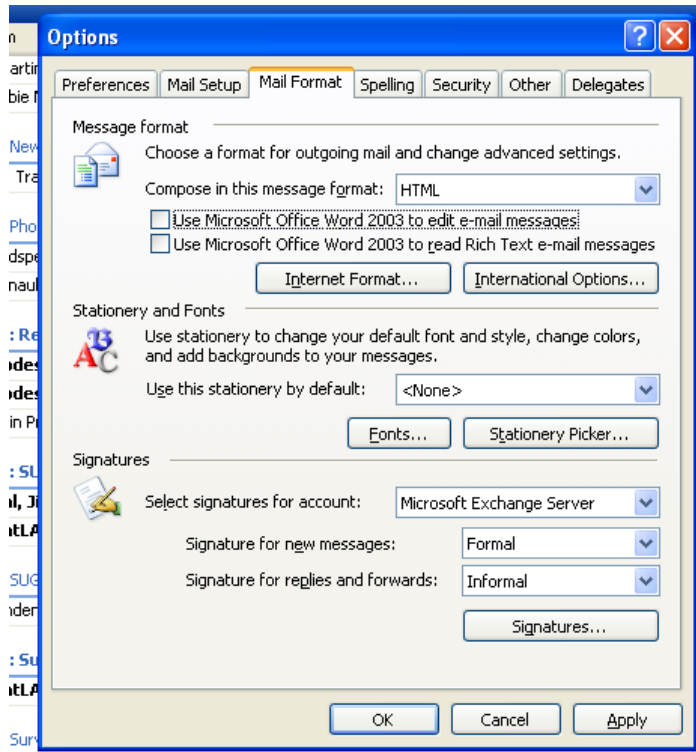 Options
Preferences Mail Setup Mail Format Spelling Security Other Delegates
Message format
Choose a format for outgoing mail and change advanced settings.
Compose in this message format: HTML
Use Microsoft Office Word 2003 to edit e-mail messages
Use Microsoft Office Word 2003 to read Rich Text e-mail messages
Internet Format... International Options...
Stationery and Fonts
Use stationery to change your default font and style, change colors,
and add backgrounds to your messages.
Use this stationery by default: <None>
Fonts... Stationery Picker...
Signatures
Select signatures for account: Microsoft Exchange Server
Signature for new messages: Formal
Signature for replies and forwards: Informal
Signatures...
OK Cancel Apply